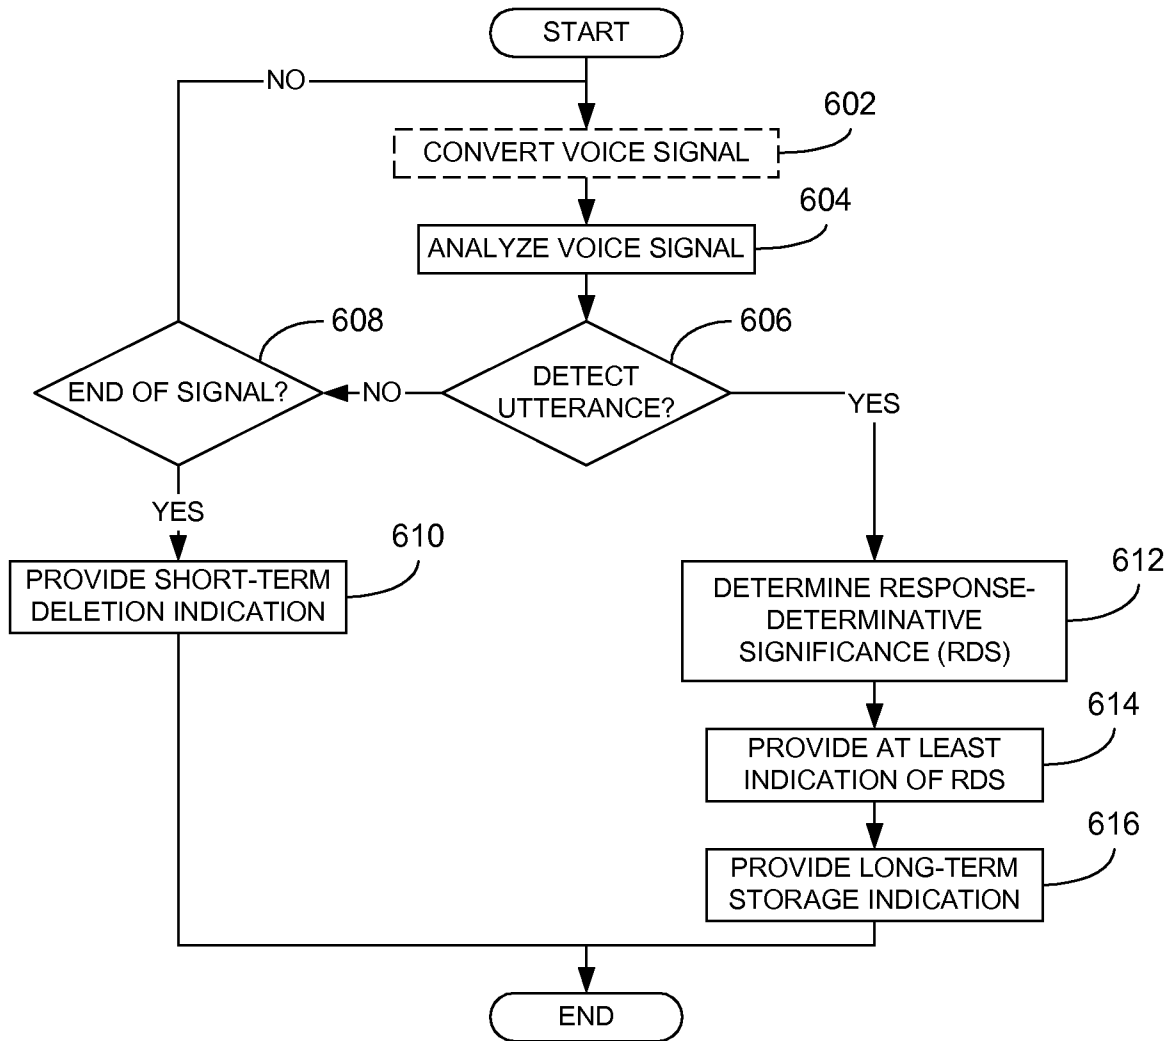 START
NO
602
CONVERT VOICE SIGNAL
604
ANALYZE VOICE SIGNAL
608
606
END OF SIGNAL?
NO
DETECT
UTTERANCE?
YES
YES
610
PROVIDE SHORT-TERM
DELETION INDICATION
612
DETERMINE RESPONSE-
DETERMINATIVE
SIGNIFICANCE (RDS)
614
PROVIDE AT LEAST
INDICATION OF RDS
616
PROVIDE LONG-TERM
STORAGE INDICATION
END